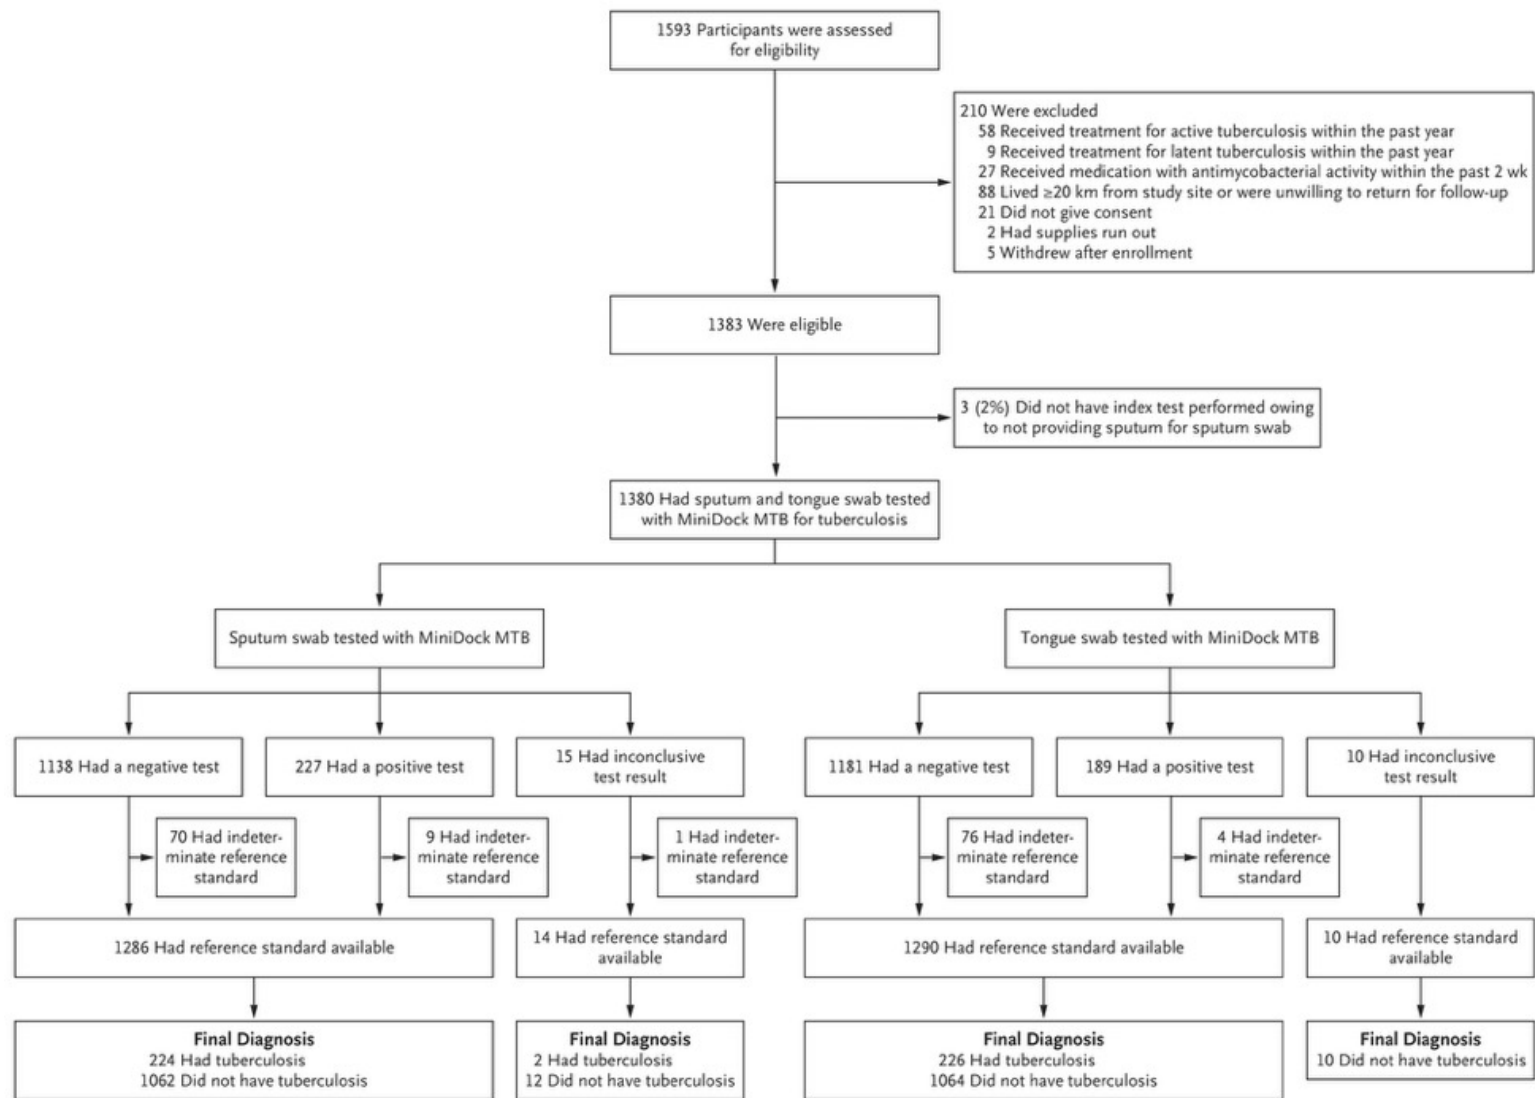 1593 Participants were assessed
for eligibility
210 Were excluded
58 Received treatment for active tuberculosis within the past year
9 Received treatment for latent tuberculosis within the past year
27 Received medication with antimycobacterial activity within the past 2 wk
88 Lived ≥20 km from study site or were unwilling to return for follow-up
21 Did not give consent
2 Had supplies run out
5 Withdrew after enrollment
1383 Were eligible
3 (2%) Did not have index test performed owing
to not providing sputum for sputum swab
1380 Had sputum and tongue swab tested
with MiniDock MTB for tuberculosis
Sputum swab tested with MiniDock MTB
Tongue swab tested with MiniDock MTB
1138 Had a negative test
227 Had a positive test
15 Had inconclusive
test result
1181 Had a negative test
189 Had a positive test
10 Had inconclusive
test result
70 Had indeter-
minate reference
standard
9 Had indeter-
minate reference
standard
1 Had indeter-
minate reference
standard
76 Had indeter-
minate reference
standard
4 Had indeter-
minate reference
standard
1286 Had reference standard available
14 Had reference standard
available
1290 Had reference standard available
10 Had reference standard
available
Final Diagnosis
224 Had tuberculosis
1062 Did not have tuberculosis
Final Diagnosis
2 Had tuberculosis
12 Did not have tuberculosis
Final Diagnosis
226 Had tuberculosis
1064 Did not have tuberculosis
Final Diagnosis
10 Did not have tuberculosis